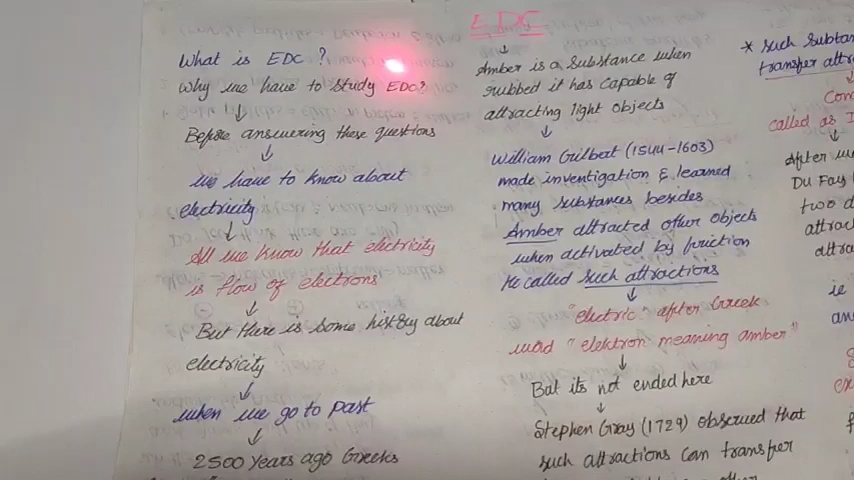 EDC
What is EDC ?
Why we have to study EDC?
Before answering these questions
we have to know about
electricity
All we know that electricity
is flow of electrons
But there is some history about
electricity
when we go to past
2500 years ago Greeks
Amber is a substance when
rubbed it has capable of
attracting light objects
William Gilbert (1544-1603)
made investigation & learned
many substances besides
Amber attracted other objects
when activated by friction
He called such attractions
"electric" after Greek
word "elektron meaning amber"
But its not ended here
Stephen Gray (1729) observed that
such attractions can transfer
* such substan
transfer attra
Con
called as I
After w
Du Fay
two d
attrac
attra
ie
an